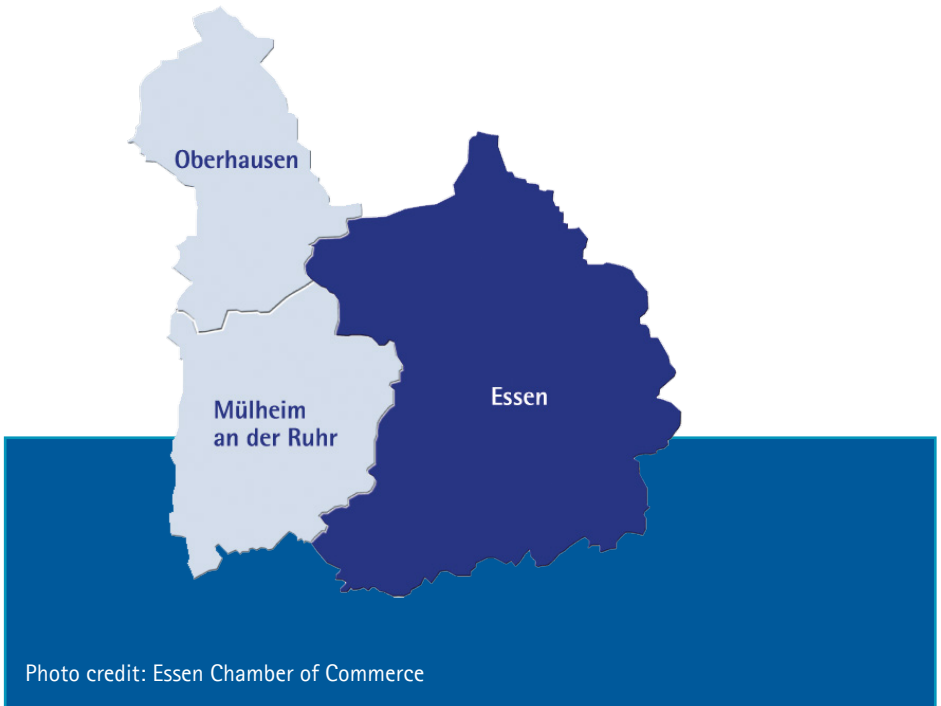 Oberhausen
Mülheim
an der Ruhr
Essen
Photo credit: Essen Chamber of Commerce